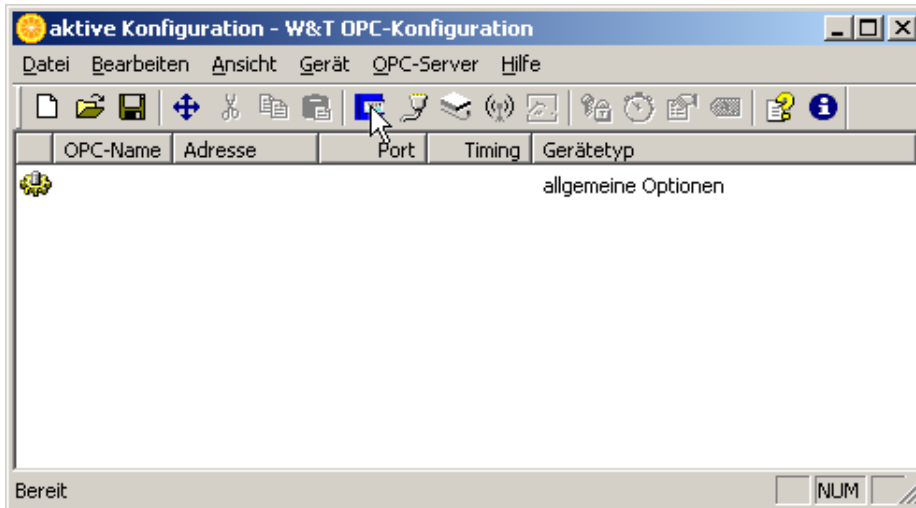 aktive Konfiguration - W&T OPC-Konfiguration
Datei Bearbeiten Ansicht Gerät OPC-Server Hilfe
OPC-Name Adresse Port Timing Gerätetyp
allgemeine Optionen
Bereit NUM